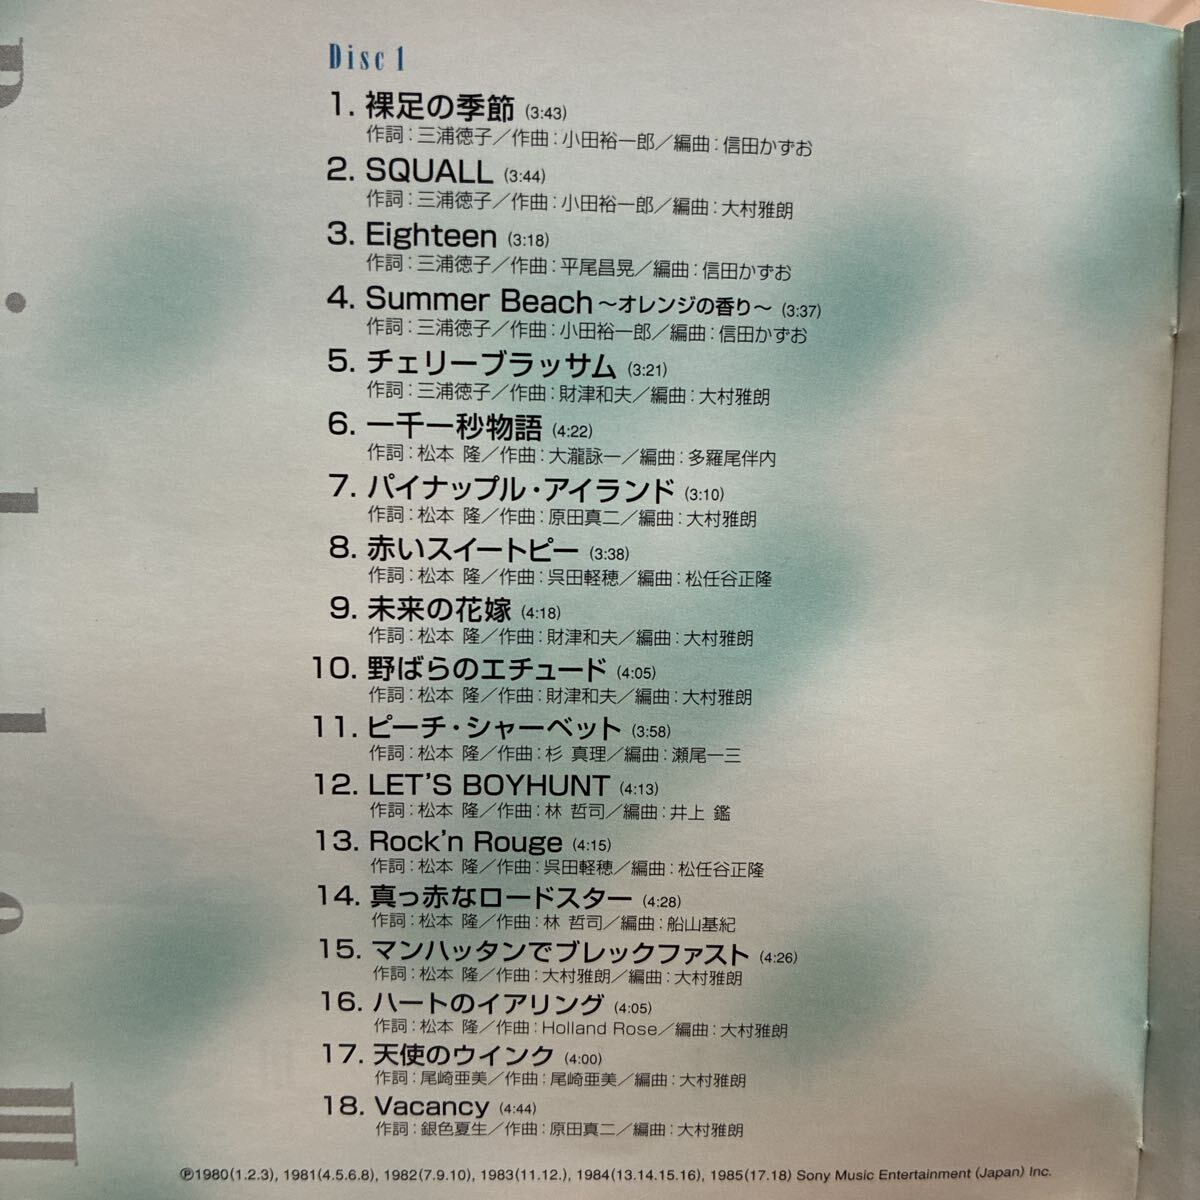 Disc 1
1. 裸足の季節 (3:43)
作詞：三浦徳子／作曲：小田裕一郎／編曲：信田かずお
2. SQUALL (3:44)
作詞：三浦徳子／作曲：小田裕一郎／編曲：大村雅朗
3. Eighteen (3:18)
作詞：三浦徳子／作曲：平尾昌晃／編曲：信田かずお
4. Summer Beach ～オレンジの香り～ (3:37)
作詞：三浦徳子／作曲：小田裕一郎／編曲：信田かずお
5. チェリーブラッサム (3:21)
作詞：三浦徳子／作曲：財津和夫／編曲：大村雅朗
6. 一千一秒物語 (4:22)
作詞：松本 隆／作曲：大瀧詠一／編曲：多羅尾伴内
7. パイナップル・アイランド (3:10)
作詞：松本 隆／作曲：原田真二／編曲：大村雅朗
8. 赤いスイートピー (3:38)
作詞：松本 隆／作曲：呉田軽穂／編曲：松任谷正隆
9. 未来の花嫁 (4:18)
作詞：松本 隆／作曲：財津和夫／編曲：大村雅朗
10. 野ばらのエチュード (4:05)
作詞：松本 隆／作曲：財津和夫／編曲：大村雅朗
11. ピーチ・シャーベット (3:58)
作詞：松本 隆／作曲：杉 真理／編曲：瀬尾一三
12. LET'S BOYHUNT (4:13)
作詞：松本 隆／作曲：林 哲司／編曲：井上 鑑
13. Rock'n Rouge (4:15)
作詞：松本 隆／作曲：呉田軽穂／編曲：松任谷正隆
14. 真っ赤なロードスター (4:28)
作詞：松本 隆／作曲：林 哲司／編曲：船山基紀
15. マンハッタンでブレックファスト (4:26)
作詞：松本 隆／作曲：大村雅朗／編曲：大村雅朗
16. ハートのイアリング (4:05)
作詞：松本 隆／作曲：Holland Rose／編曲：大村雅朗
17. 天使のウインク (4:00)
作詞：尾崎亜美／作曲：尾崎亜美／編曲：大村雅朗
18. Vacancy (4:44)
作詞：銀色夏生／作曲：原田真二／編曲：大村雅朗
℗1980(1.2.3), 1981(4.5.6.8), 1982(7.9.10), 1983(11.12.), 1984(13.14.15.16), 1985(17.18) Sony Music Entertainment (Japan) Inc.